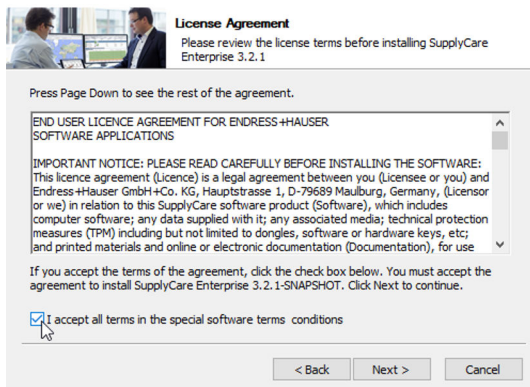 License Agreement
Please review the license terms before installing SupplyCare
Enterprise 3.2.1
Press Page Down to see the rest of the agreement.
END USER LICENCE AGREEMENT FOR ENDRESS+HAUSER
SOFTWARE APPLICATIONS
IMPORTANT NOTICE: PLEASE READ CAREFULLY BEFORE INSTALLING THE SOFTWARE:
This licence agreement (Licence) is a legal agreement between you (Licensee or you) and
Endress+Hauser GmbH+Co. KG, Hauptstrasse 1, D-79689 Maulburg, Germany, (Licensor
or we) in relation to this SupplyCare software product (Software), which includes
computer software; any data supplied with it; any associated media; technical protection
measures (TPM) including but not limited to dongles, software or hardware keys, etc;
and printed materials and online or electronic documentation (Documentation), for use
If you accept the terms of the agreement, click the check box below. You must accept the
agreement to install SupplyCare Enterprise 3.2.1-SNAPSHOT. Click Next to continue.
I accept all terms in the special software terms conditions
< Back Next > Cancel